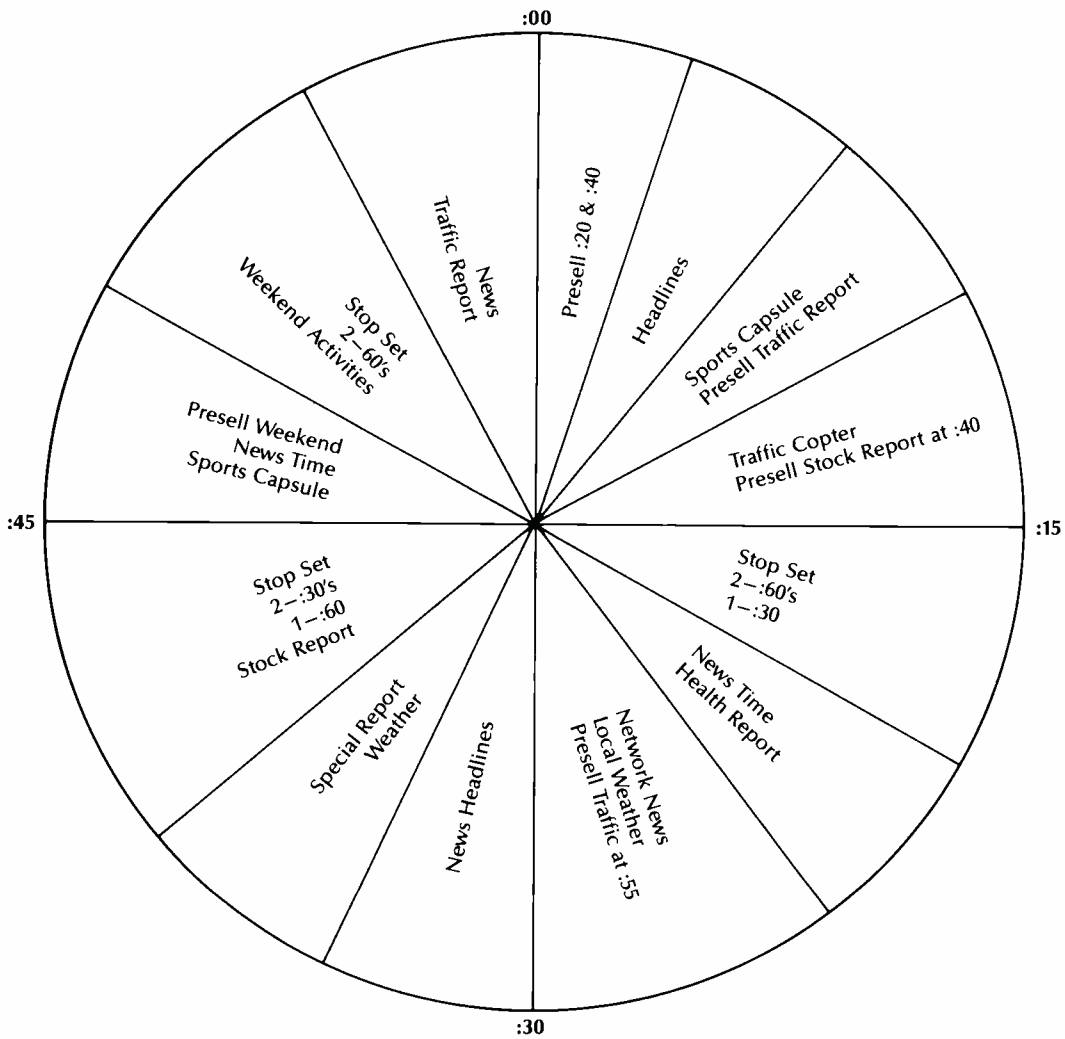 :00
Presell :20 & :40
Headlines
Sports Capsule
Presell Traffic Report
Traffic Copter
Presell Stock Report at :40
:15
Stop Set
2—:60's
1—:30
News Time
Health Report
Network News
Local Weather
Presell Traffic at :55
:30
News Headlines
Special Report
Weather
Stop Set
2—:30's
1—:60
Stock Report
:45
Presell Weekend
News Time
Sports Capsule
Stop Set
2—60's
Weekend Activities
News
Traffic Report